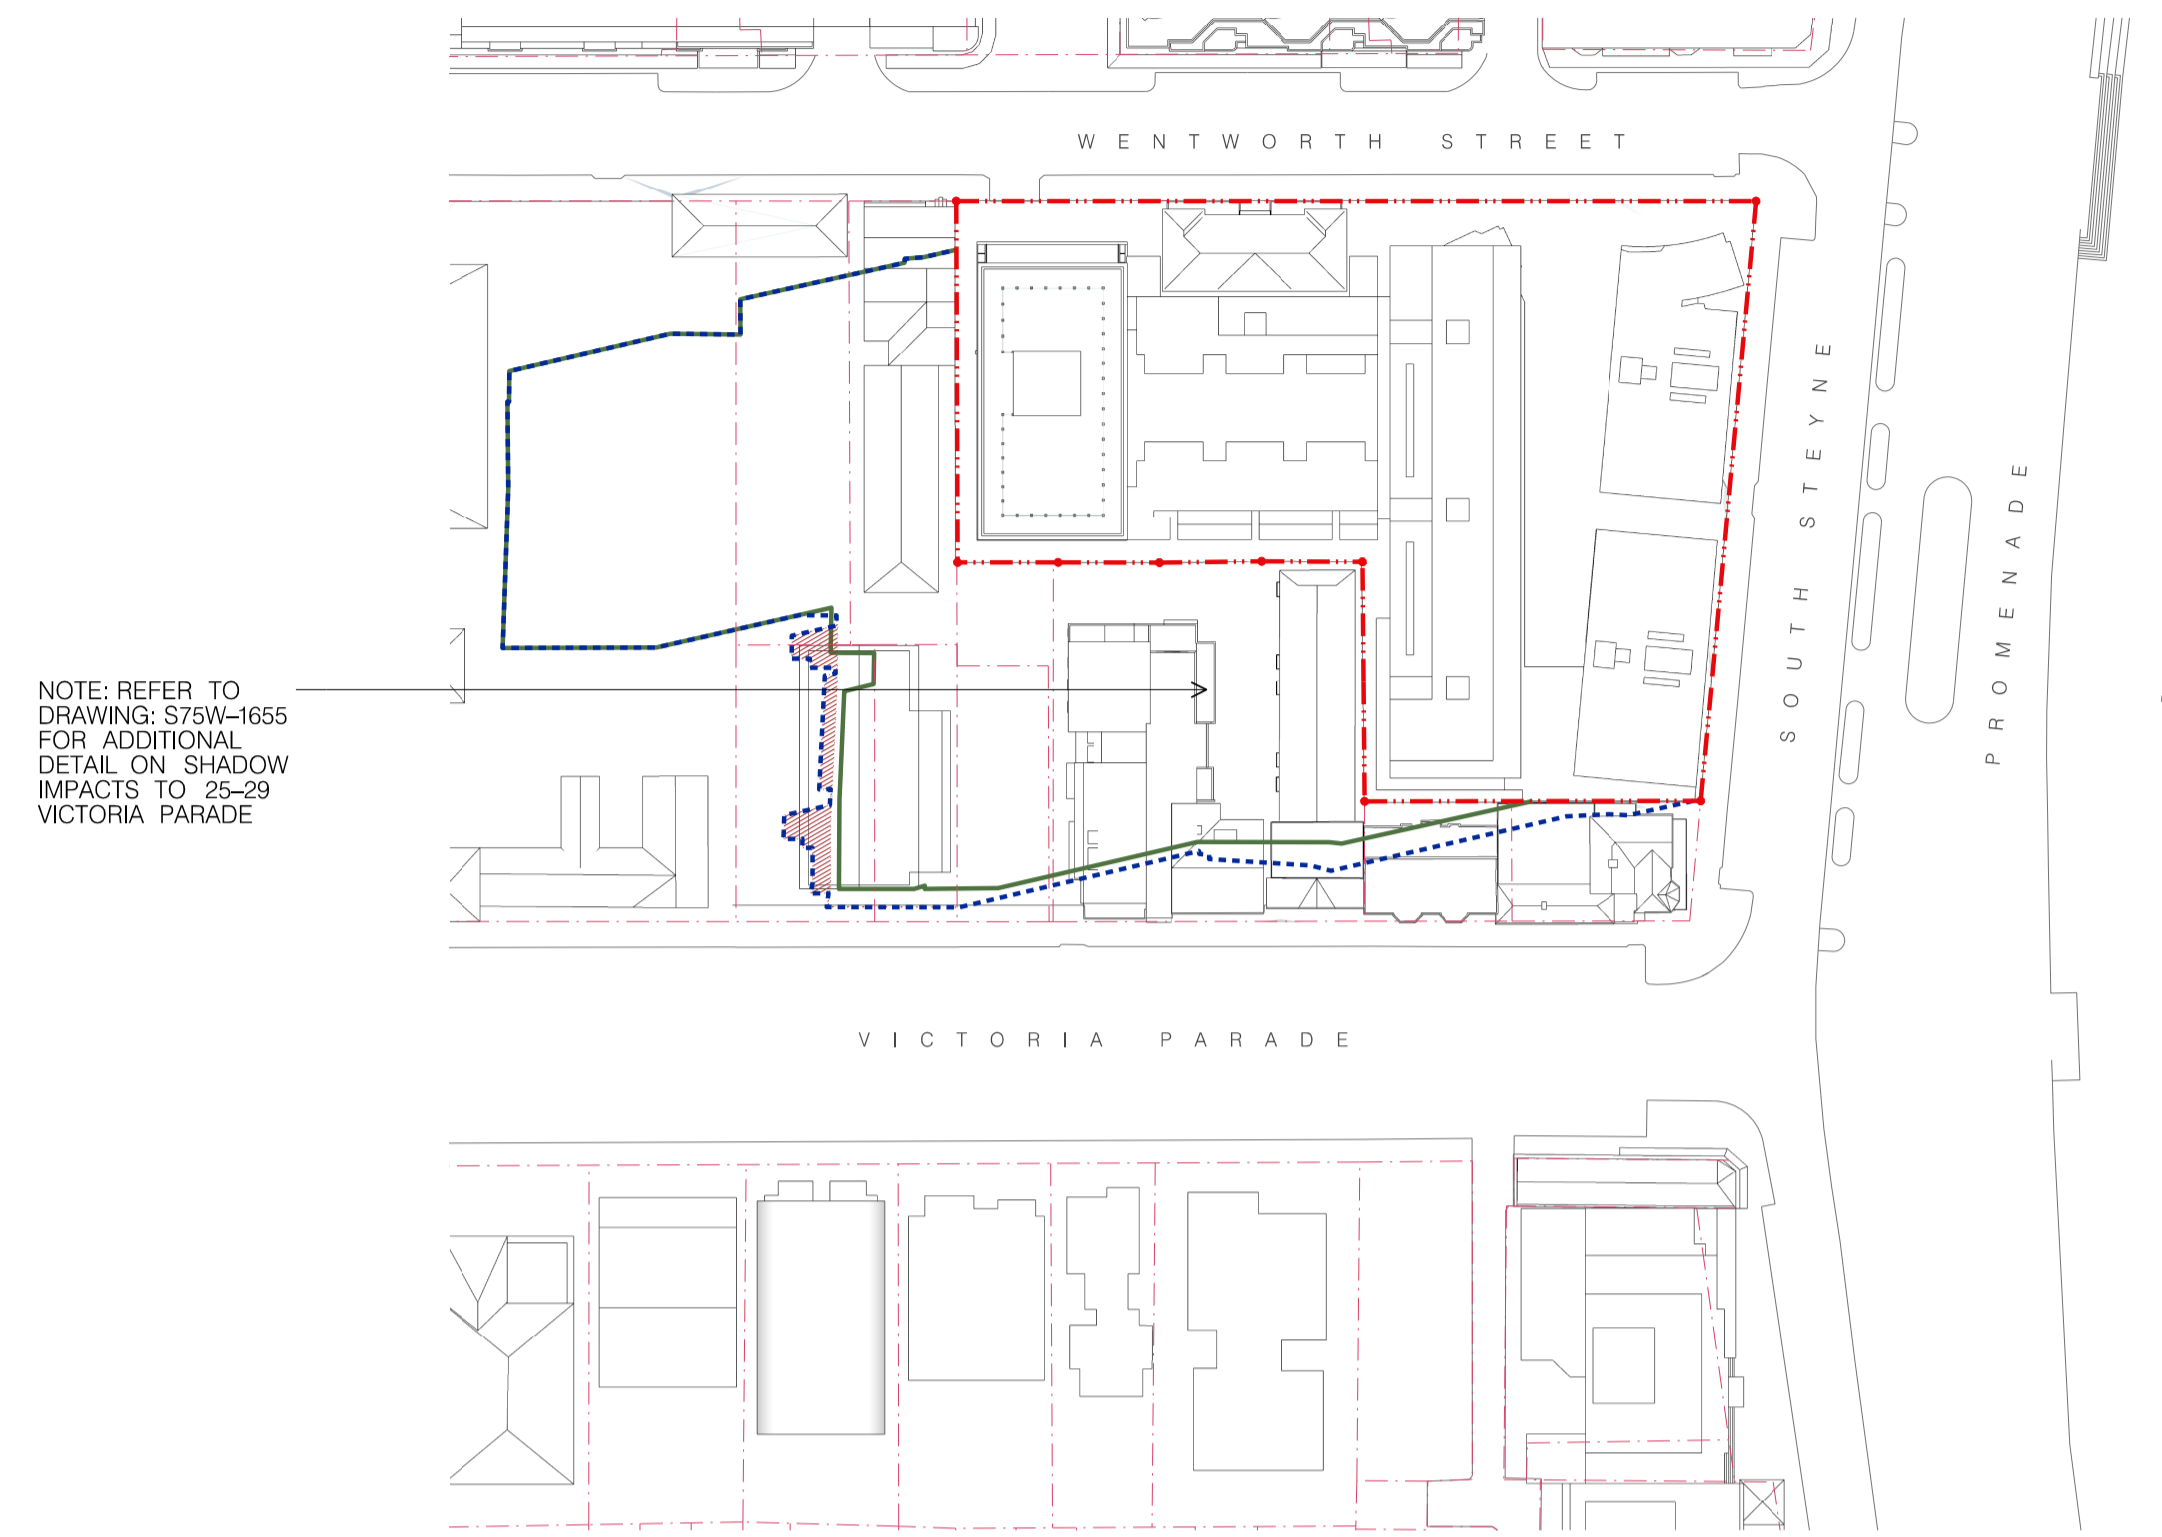 WENTWORTH STREET
SOUTH STEYNE
PROMENADE
NOTE: REFER TO
DRAWING: S75W–1655
FOR ADDITIONAL
DETAIL ON SHADOW
IMPACTS TO 25–29
VICTORIA PARADE
VICTORIA PARADE